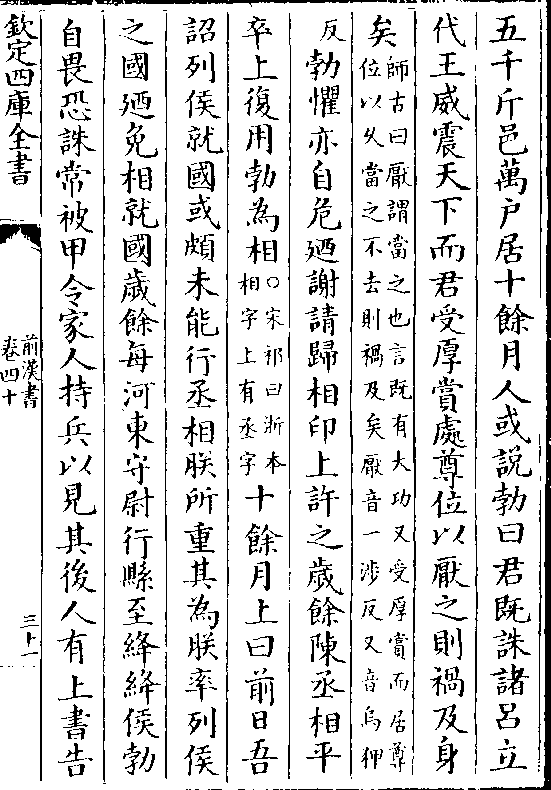 五千斤邑萬户居十餘月人或説勃曰君既誅諸吕立
代王威震天下而君受厚賞處尊位以厭之則禍及身
矣師古曰厭謂當之也言既有大功又受厚賞而居尊
位以久當之不去則禍及矣厭音一涉反又音烏狎
反勃懼亦自危廼謝請歸相印上許之歲餘陳丞相平
卒上復用勃為相○宋祁曰浙本
相字上有丞字十餘月上曰前日吾
詔列侯就國或頗未能行丞相朕所重其為朕率列侯
之國廼免相就國歲餘每河東守尉行縣至絳絳侯勃
自畏恐誅常被甲令家人持兵以見其後人有上書告
欽定四庫全書
前漢書
卷四十
三十一